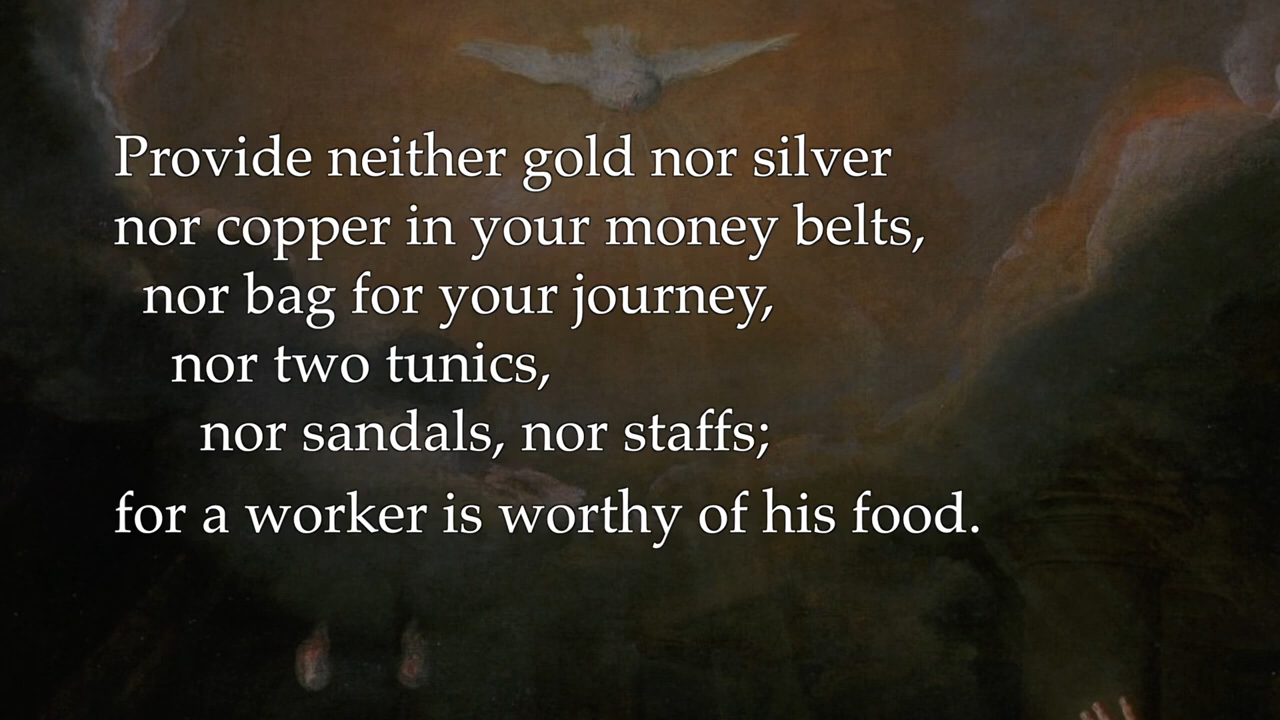 Provide neither gold nor silver
nor copper in your money belts,
nor bag for your journey,
nor two tunics,
nor sandals, nor staffs;
for a worker is worthy of his food.